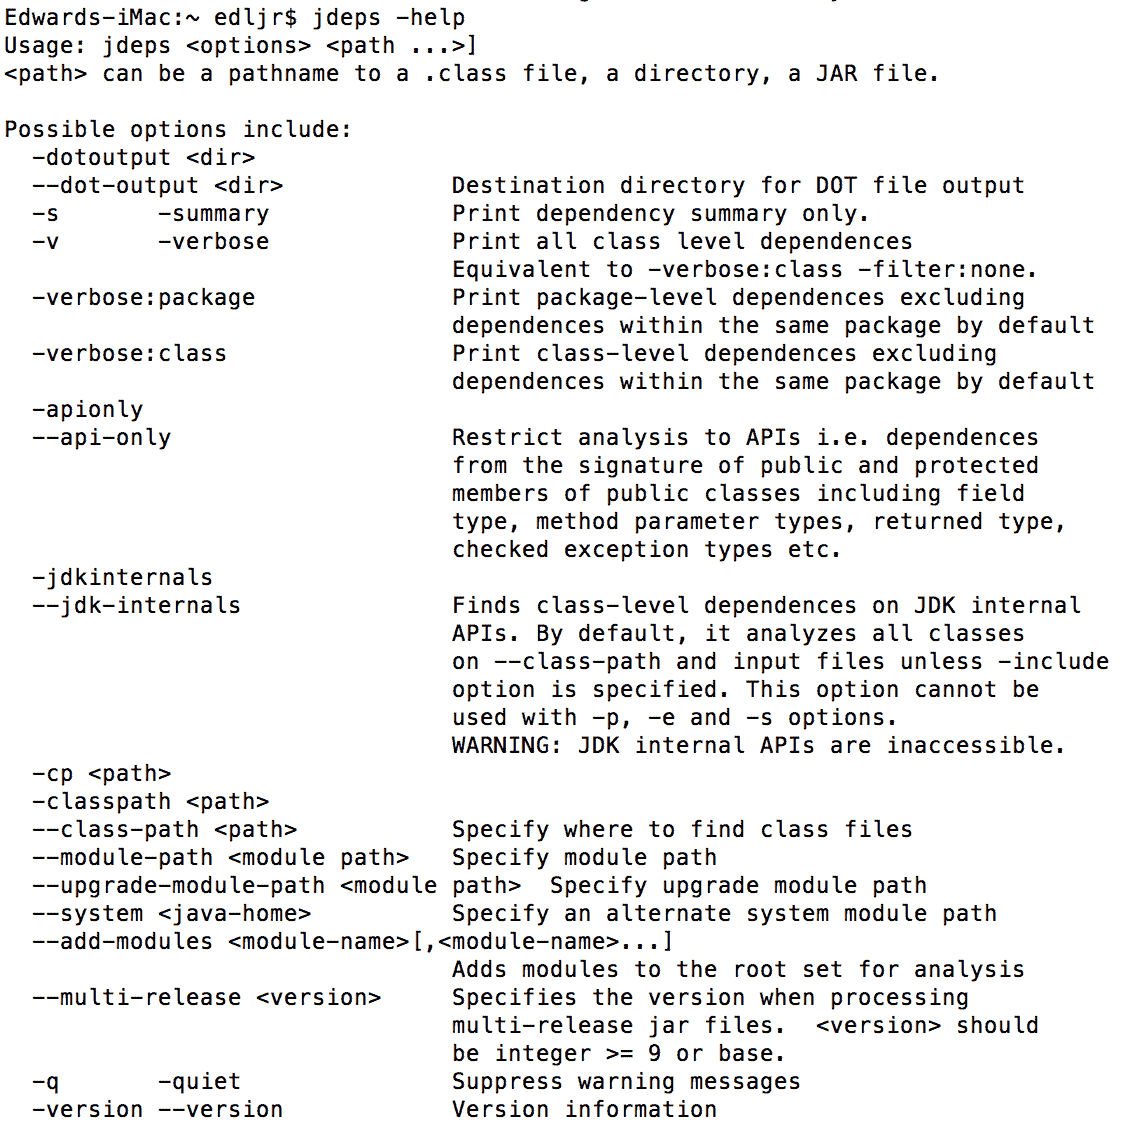 Edwards-iMac:~ edljr$ jdeps -help
Usage: jdeps <options> <path ...>]
<path> can be a pathname to a .class file, a directory, a JAR file.

Possible options include:
  -dotoutput <dir>
  --dot-output <dir>            Destination directory for DOT file output
  -s       -summary             Print dependency summary only.
  -v       -verbose             Print all class level dependences
                                Equivalent to -verbose:class -filter:none.
  -verbose:package              Print package-level dependences excluding
                                dependences within the same package by default
  -verbose:class                Print class-level dependences excluding
                                dependences within the same package by default
  -apionly
  --api-only                    Restrict analysis to APIs i.e. dependences
                                from the signature of public and protected
                                members of public classes including field
                                type, method parameter types, returned type,
                                checked exception types etc.
  -jdkinternals
  --jdk-internals               Finds class-level dependences on JDK internal
                                APIs. By default, it analyzes all classes
                                on --class-path and input files unless -include
                                option is specified. This option cannot be
                                used with -p, -e and -s options.
                                WARNING: JDK internal APIs are inaccessible.
  -cp <path>
  -classpath <path>
  --class-path <path>           Specify where to find class files
  --module-path <module path>   Specify module path
  --upgrade-module-path <module path>  Specify upgrade module path
  --system <java-home>          Specify an alternate system module path
  --add-modules <module-name>[,<module-name>...]
                                Adds modules to the root set for analysis
  --multi-release <version>     Specifies the version when processing
                                multi-release jar files.  <version> should
                                be integer >= 9 or base.
  -q       -quiet               Suppress warning messages
  -version --version            Version information